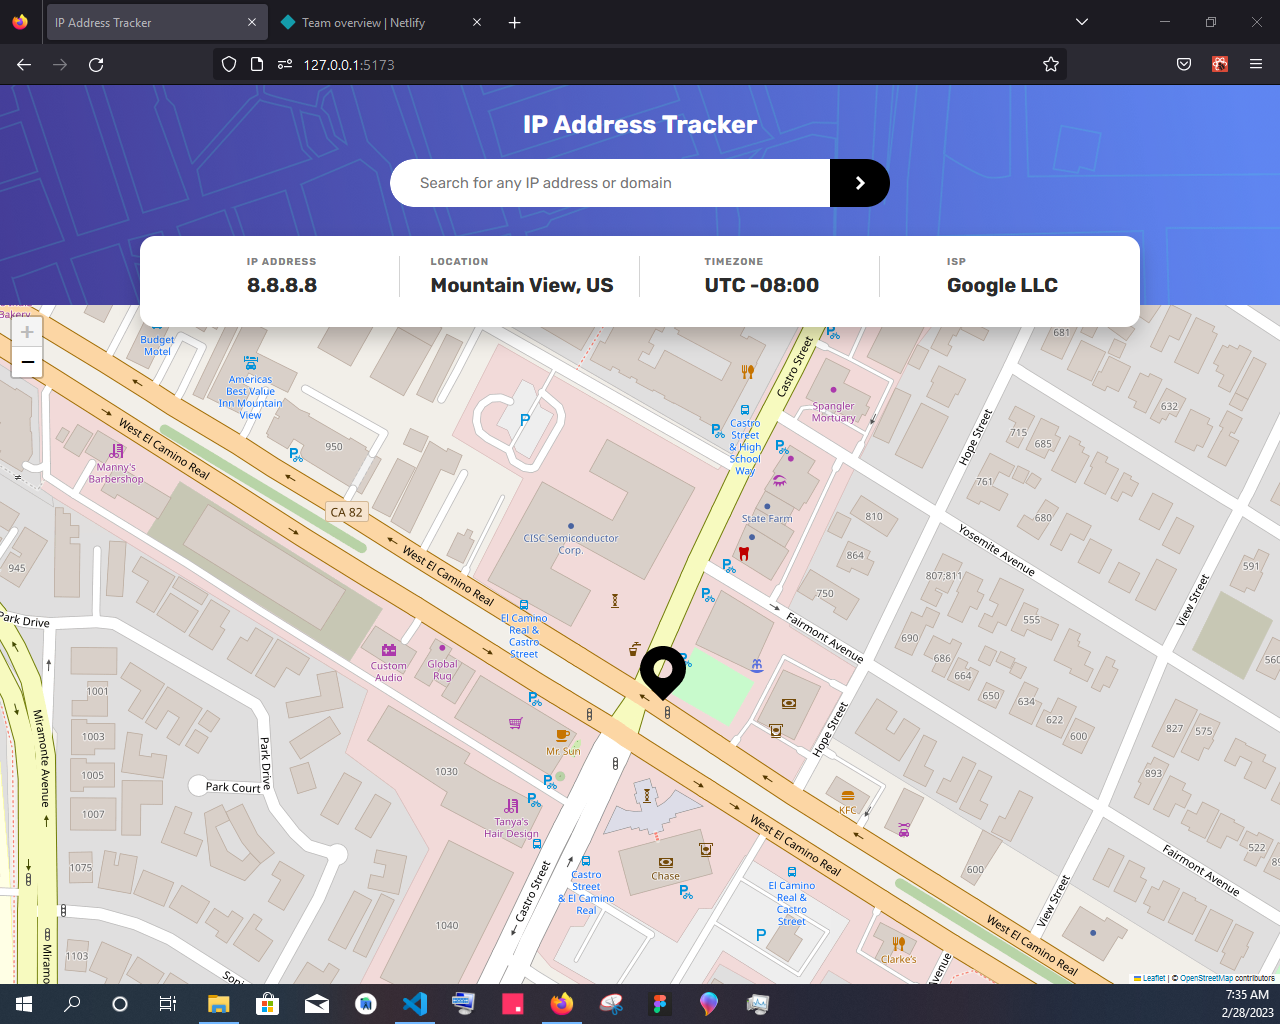 IP Address Tracker
Team overview | Netlify
127.0.0.1:5173
IP Address Tracker
Search for any IP address or domain
IP ADDRESS
8.8.8.8
LOCATION
Mountain View, US
TIMEZONE
UTC -08:00
ISP
Google LLC
Bakery
+
−
Budget
Motel
Americas
Best Value
Inn Mountain
View
950
P
Castro Street
681
632
Spangler
Mortuary
Castro
Street
& High
School
Way
Hope Street
715
685
761
680
West El Camino Real
Manny's
Barbershop
CA 82
CISC Semiconductor
Corp.
State Farm
810
864
Yosemite Avenue
945
West El Camino Real
807;811
591
750
555
View Street
Park Drive
El Camino
Real &
Castro
Street
Fairmont Avenue
690
686
664
650
634
622
600
560
Custom
Audio
Global
Rug
1001
1003
1005
1007
Miramonte Avenue
Park Drive
Park Court
Mr. Sun
1030
Hope Street
827
575
893
KFC
Tanya's
Hair Design
West El Camino Real
522
Fairmont Avenue
1075
Chase
600
Castro
Street
& El Camino
Real
El Camino
Real &
Castro
Street
Castro Street
View Street
1040
P
West El Camino Real
1103
Clarke's
Leaflet | © OpenStreetMap contributors
7:35 AM
2/28/2023